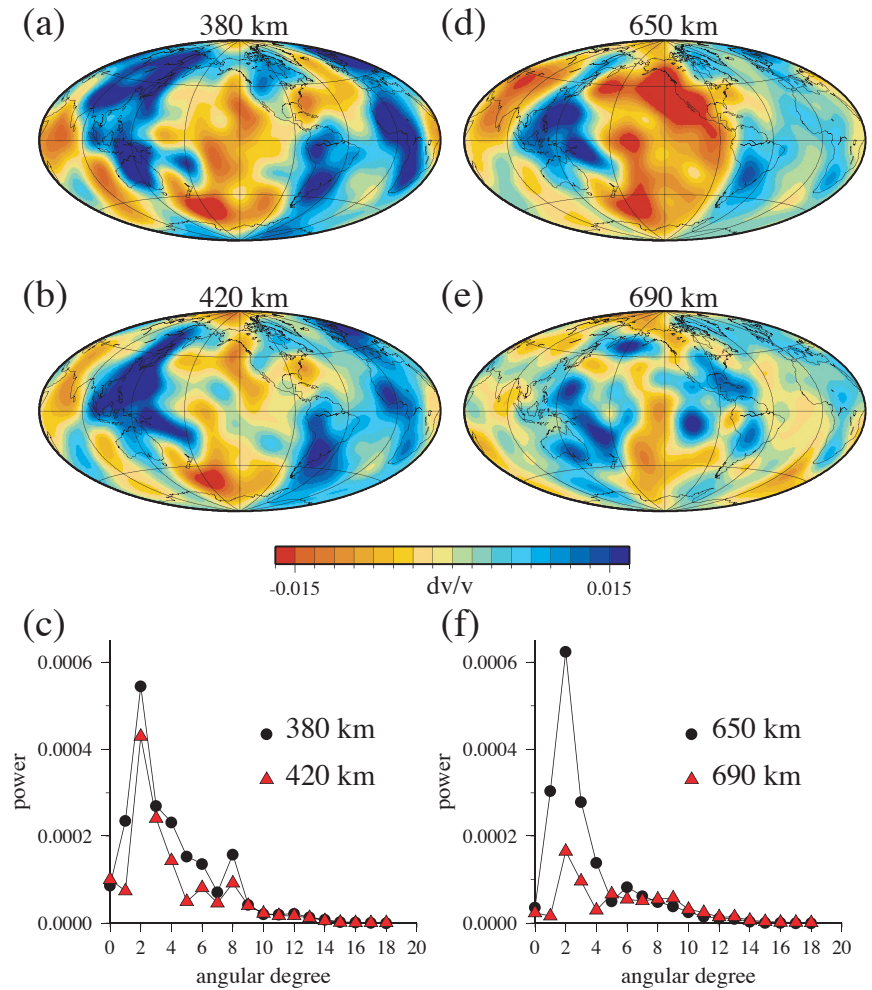 (a)
380 km
(d)
650 km
(b)
420 km
(e)
690 km
-0.015
dv/v
0.015
(c)
0.0006
0.0004
0.0002
0.0000
power
380 km
420 km
0 2 4 6 8 10 12 14 16 18 20
angular degree
(f)
0.0006
0.0004
0.0002
0.0000
power
650 km
690 km
0 2 4 6 8 10 12 14 16 18 20
angular degree